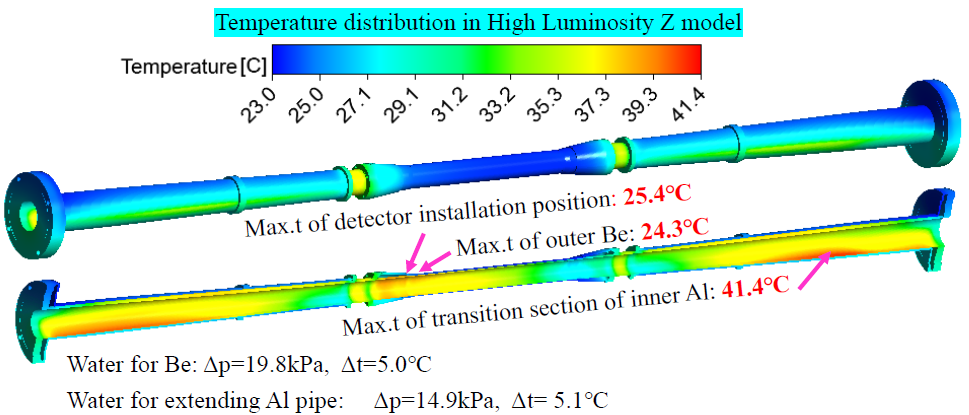 Temperature distribution in High Luminosity Z model
Temperature[C]
23.0 25.0 27.1 29.1 31.2 33.2 35.3 37.3 39.3 41.4
Max.t of detector installation position: 25.4℃
Max.t of outer Be: 24.3℃
Max.t of transition section of inner Al: 41.4℃
Water for Be: Δp=19.8kPa, Δt=5.0℃
Water for extending Al pipe: Δp=14.9kPa, Δt= 5.1℃